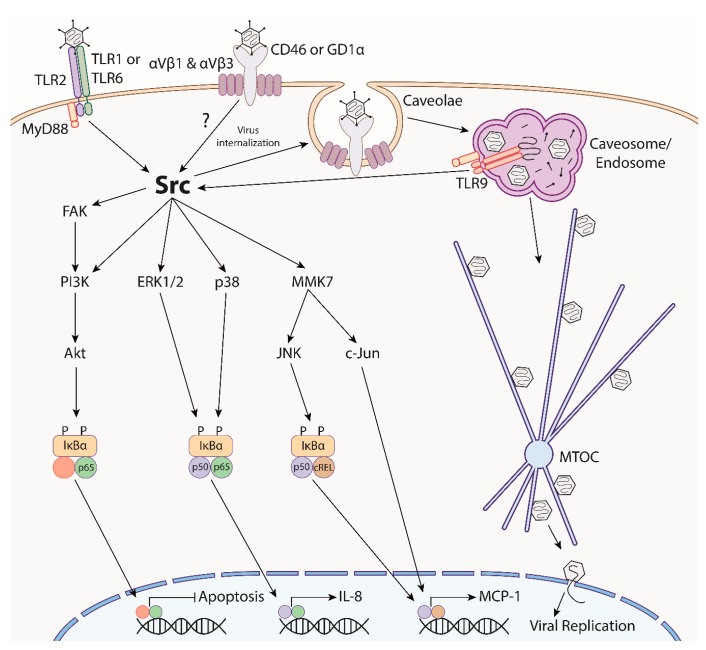 TLR1 or
TLR6
TLR2
MyD88
αVβ1 & αVβ3
CD46 or GD1α
?
Virus
internalization
Caveolae
Caveosome/
Endosome
TLR9
Src
FAK
PI3K
ERK1/2
p38
MMK7
Akt
JNK
c-Jun
P P
IκBα
p65
P P
IκBα
p50
p65
P P
IκBα
p50
cREL
MTOC
Apoptosis
IL-8
MCP-1
Viral Replication